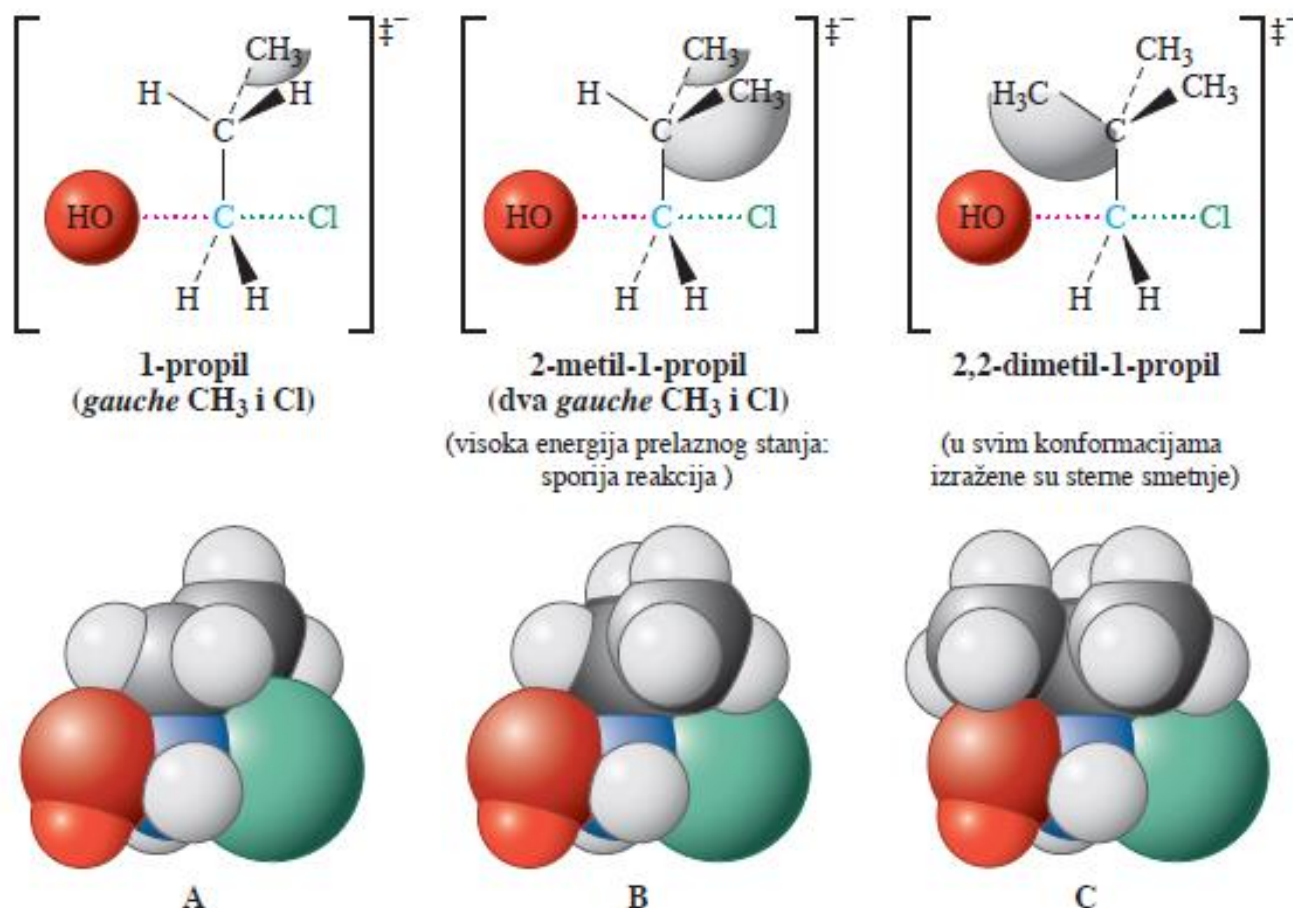 ‡−
CH3
H
H
C
HO
C
Cl
H
H
1-propil
(gauche CH3 i Cl)
‡−
CH3
H
CH3
C
HO
C
Cl
H
H
2-metil-1-propil
(dva gauche CH3 i Cl)
(visoka energija prelaznog stanja:
sporija reakcija )
‡−
CH3
H3C
CH3
C
HO
C
Cl
H
H
2,2-dimetil-1-propil
(u svim konformacijama
izražene su sterne smetnje)
A
B
C